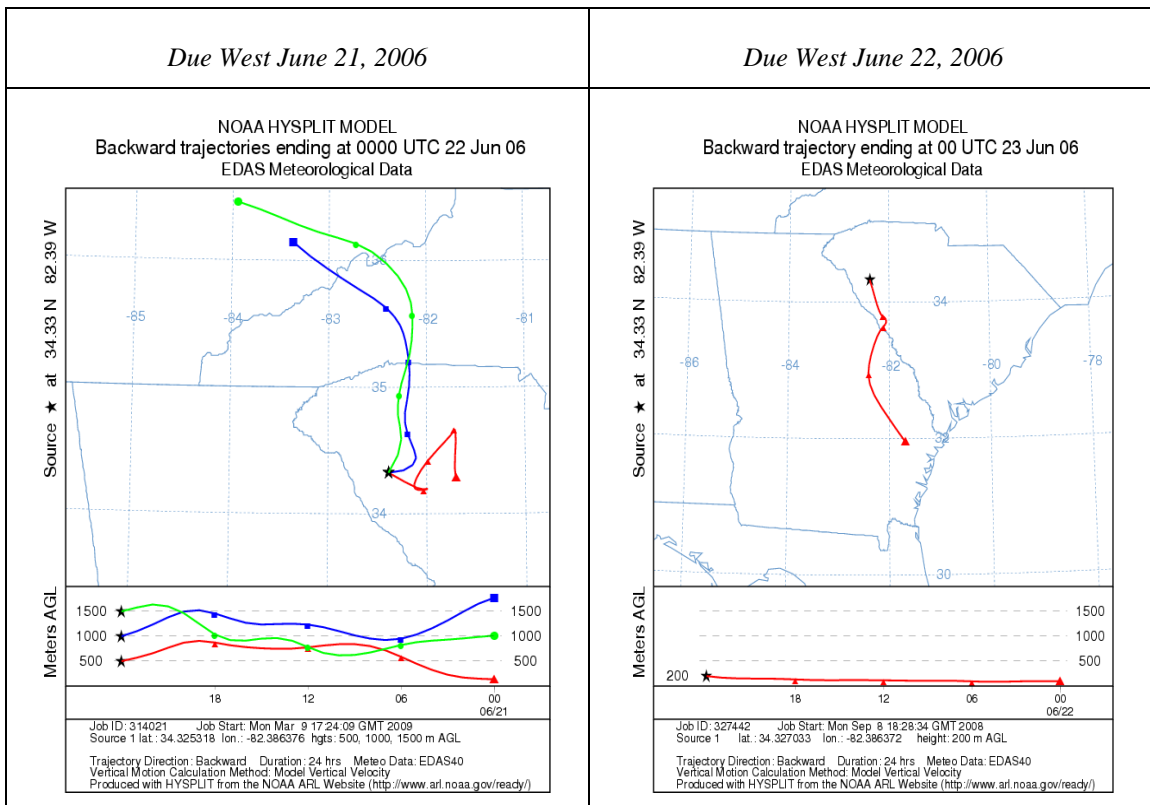 Due West June 21, 2006
NOAA HYSPLIT MODEL
Backward trajectories ending at 0000 UTC 22 Jun 06
EDAS Meteorological Data
Source ★ at 34.33 N 82.39 W
36
-85 -84 -83 -82 -81
35
34
Meters AGL
1500 1500
1000 1000
500 500
18 12 06 00
06/21
Job ID: 314021 Job Start: Mon Mar 9 17:24:09 GMT 2009
Source 1 lat.: 34.325318 lon.: -82.386376 hgts: 500, 1000, 1500 m AGL
Trajectory Direction: Backward Duration: 24 hrs Meteo Data: EDAS40
Vertical Motion Calculation Method: Model Vertical Velocity
Produced with HYSPLIT from the NOAA ARL Website (http://www.arl.noaa.gov/ready/)
Due West June 22, 2006
NOAA HYSPLIT MODEL
Backward trajectory ending at 00 UTC 23 Jun 06
EDAS Meteorological Data
Source ★ at 34.33 N 82.39 W
34
-86 -84 -82 -80 -78
32
30
Meters AGL
1500
1000
500
200
18 12 06 00
06/22
Job ID: 327442 Job Start: Mon Sep 8 18:28:34 GMT 2008
Source 1 lat.: 34.327033 lon.: -82.386372 height: 200 m AGL
Trajectory Direction: Backward Duration: 24 hrs Meteo Data: EDAS40
Vertical Motion Calculation Method: Model Vertical Velocity
Produced with HYSPLIT from the NOAA ARL Website (http://www.arl.noaa.gov/ready/)